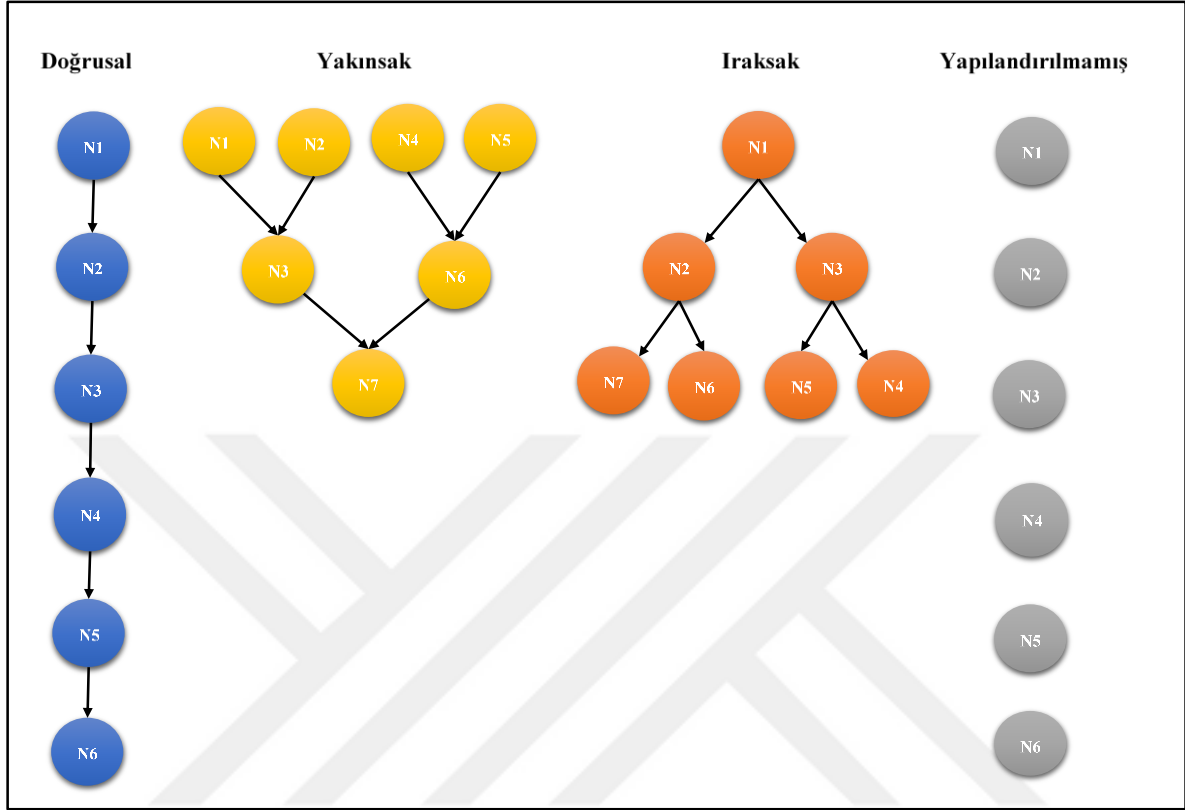 Doğrusal
Yakınsak
Iraksak
Yapılandırılmamış
N1
N2
N3
N4
N5
N6
N1
N2
N4
N5
N3
N6
N7
N1
N2
N3
N7
N6
N5
N4
N1
N2
N3
N4
N5
N6